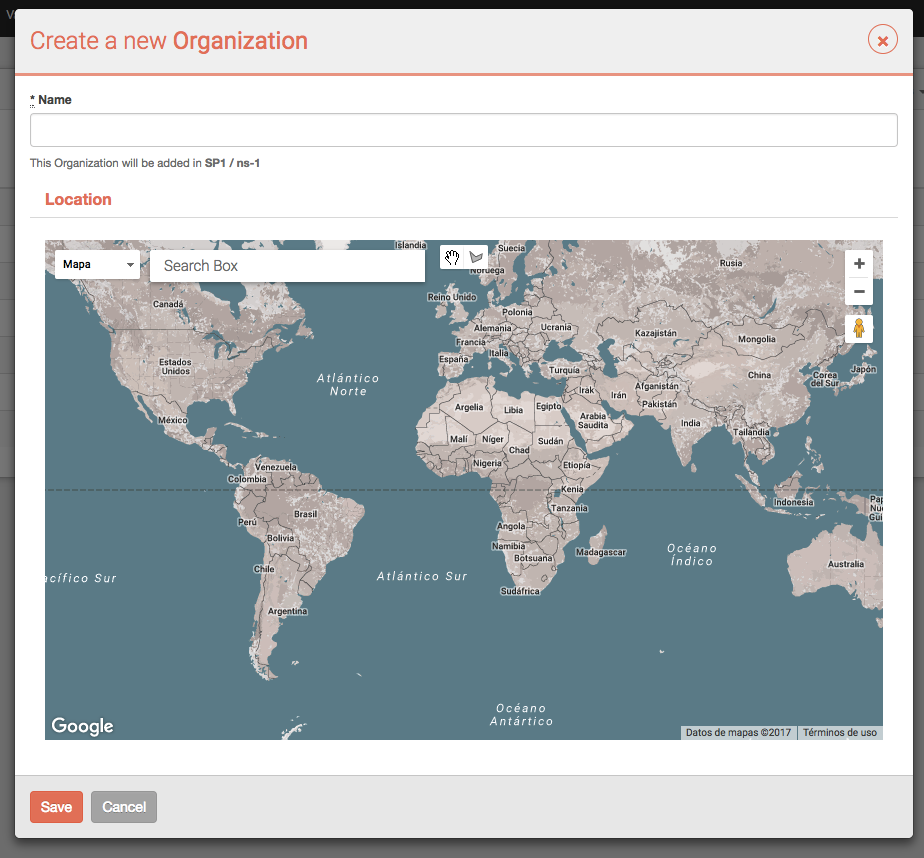 Create a new Organization
* Name
This Organization will be added in SP1 / ns-1
Location
Mapa
Search Box
Islandia
Suecia
Noruega
Rusia
Canadá
Reino Unido
Polonia
Alemania
Ucrania
Francia
Kazajistán
Mongolia
Italia
España
Estados
Unidos
Turquía
China
Corea
del Sur
Japón
Atlántico
Norte
Irak
Irán
Afganistán
Pakistán
Argelia
Libia
Egipto
Arabia
Saudita
India
México
Malí
Níger
Chad
Sudán
Tailandia
Nigeria
Etiopía
Venezuela
Colombia
Kenia
Tanzania
Indonesia
Pap
Nu
Gui
Perú
Brasil
Bolivia
Angola
Namibia
Botsuana
Madagascar
Océano
Índico
Chile
Australia
acífico Sur
Atlántico Sur
Sudáfrica
Argentina
Océano
Antártico
Google
Datos de mapas ©2017
Términos de uso
Save
Cancel